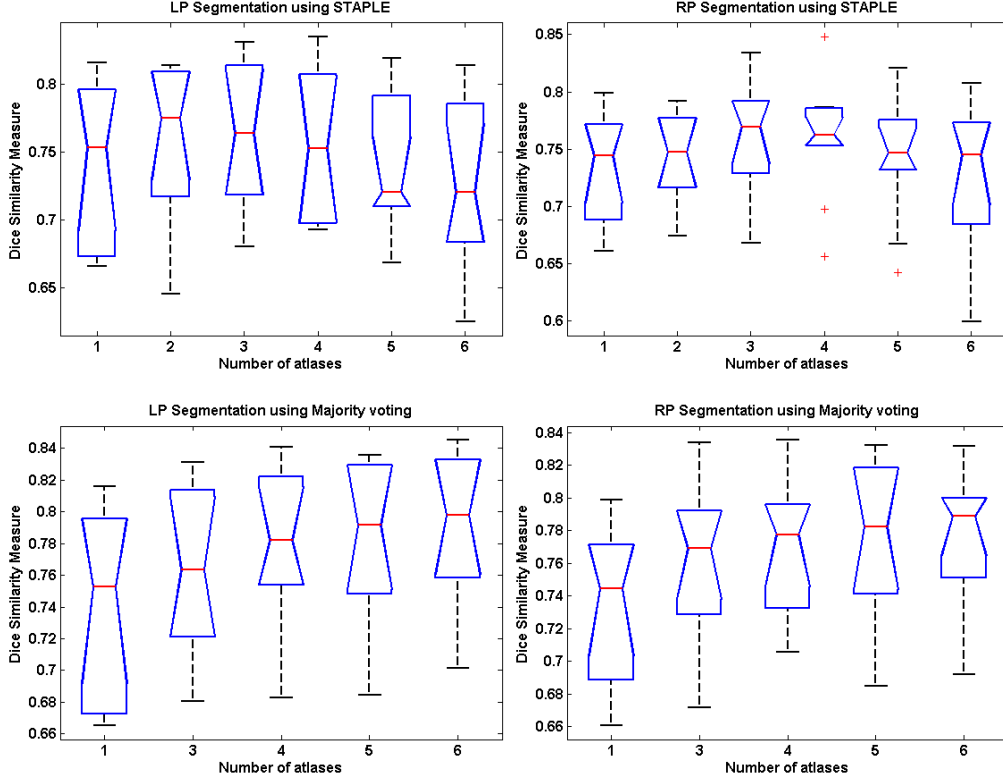 LP Segmentation using STAPLE
Dice Similarity Measure
0.8
0.75
0.7
0.65
1 2 3 4 5 6
Number of atlases
RP Segmentation using STAPLE
Dice Similarity Measure
0.85
0.8
0.75
0.7
0.65
0.6
1 2 3 4 5 6
Number of atlases
LP Segmentation using Majority voting
Dice Similarity Measure
0.84
0.82
0.8
0.78
0.76
0.74
0.72
0.7
0.68
0.66
1 3 4 5 6
Number of atlases
RP Segmentation using Majority voting
Dice Similarity Measure
0.84
0.82
0.8
0.78
0.76
0.74
0.72
0.7
0.68
0.66
1 3 4 5 6
Number of atlases